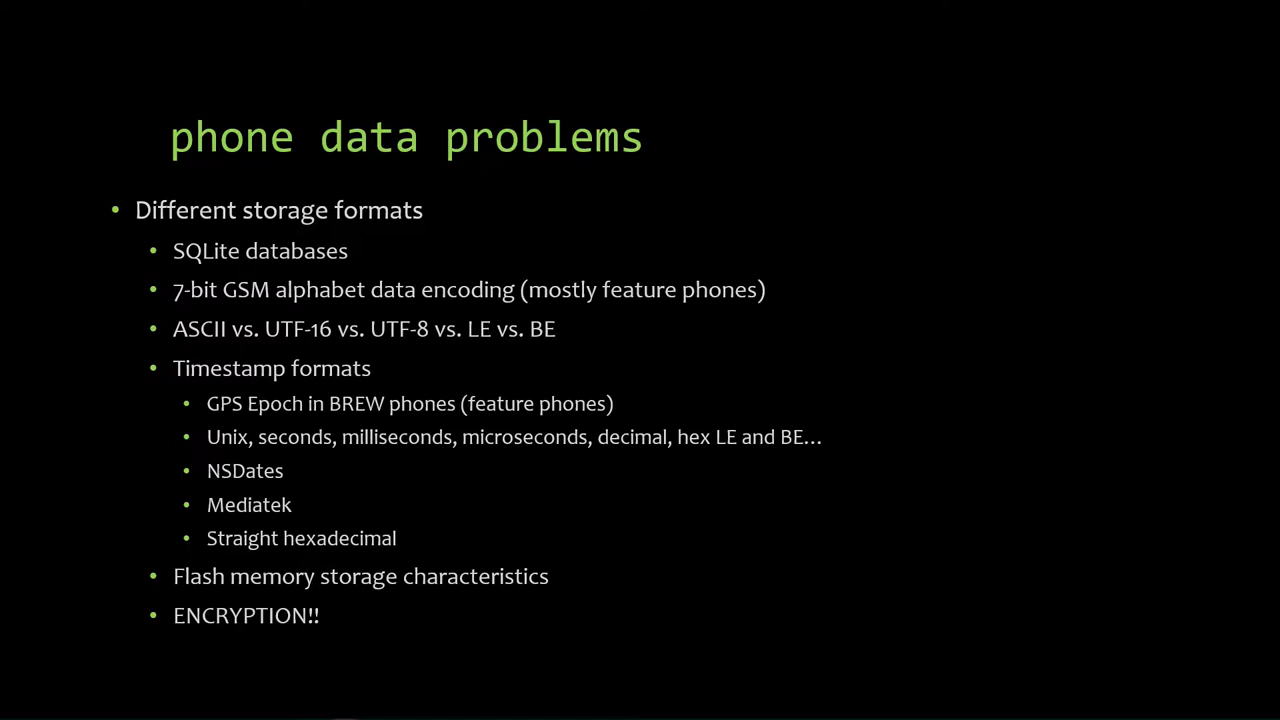 phone data problems
• Different storage formats
• SQLite databases
• 7-bit GSM alphabet data encoding (mostly feature phones)
• ASCII vs. UTF-16 vs. UTF-8 vs. LE vs. BE
• Timestamp formats
• GPS Epoch in BREW phones (feature phones)
• Unix, seconds, milliseconds, microseconds, decimal, hex LE and BE…
• NSDates
• Mediatek
• Straight hexadecimal
• Flash memory storage characteristics
• ENCRYPTION!!